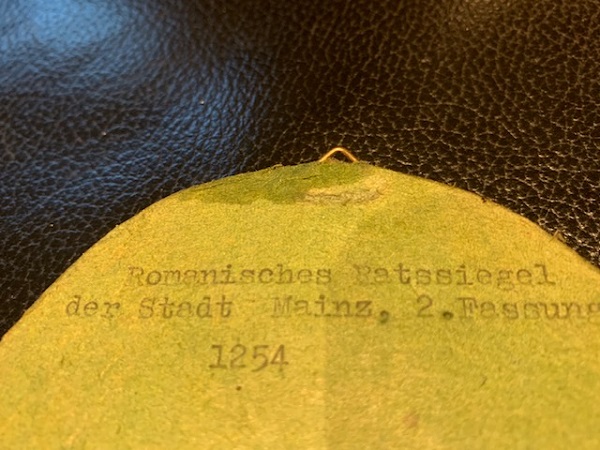 Romanisches Ratssiegel
der Stadt Mainz, 2.Fassung
1254